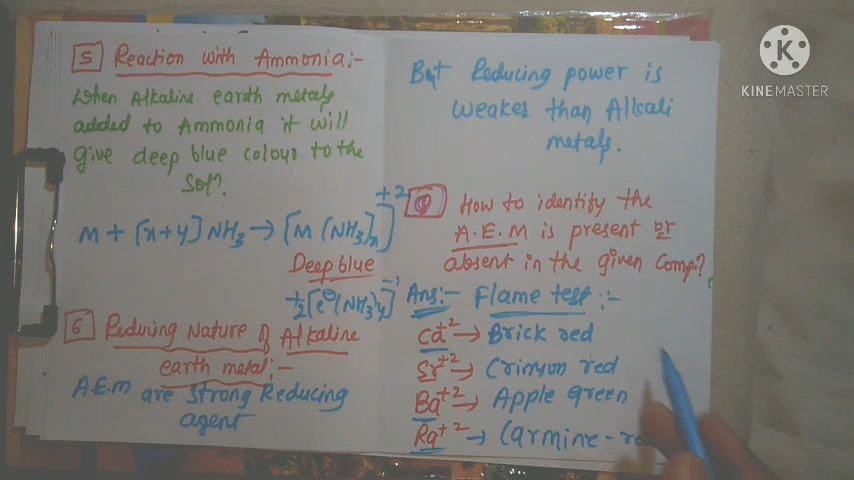 5 Reaction with Ammonia:-
When Alkaline earth metals
added to Ammonia it will
give deep blue colour to the
Solⁿ.
M + [x+y] NH₃ → [M (NH₃)ₓ]⁺²
Deep blue
+2[e⊖(NH₃)y]⁻¹
6 Reducing Nature of Alkaline
earth metal:-
A.E.M are Strong Reducing
agent
But Reducing power is
weakes than Alkali
metals.
Q How to identify the
A.E.M is present or
absent in the given Comp.?
Ans:- Flame test:-
Ca⁺² → Brick red
Sr⁺² → Crimson red
Ba⁺² → Apple green
Ra⁺² → Carmine-re
KINEMASTER